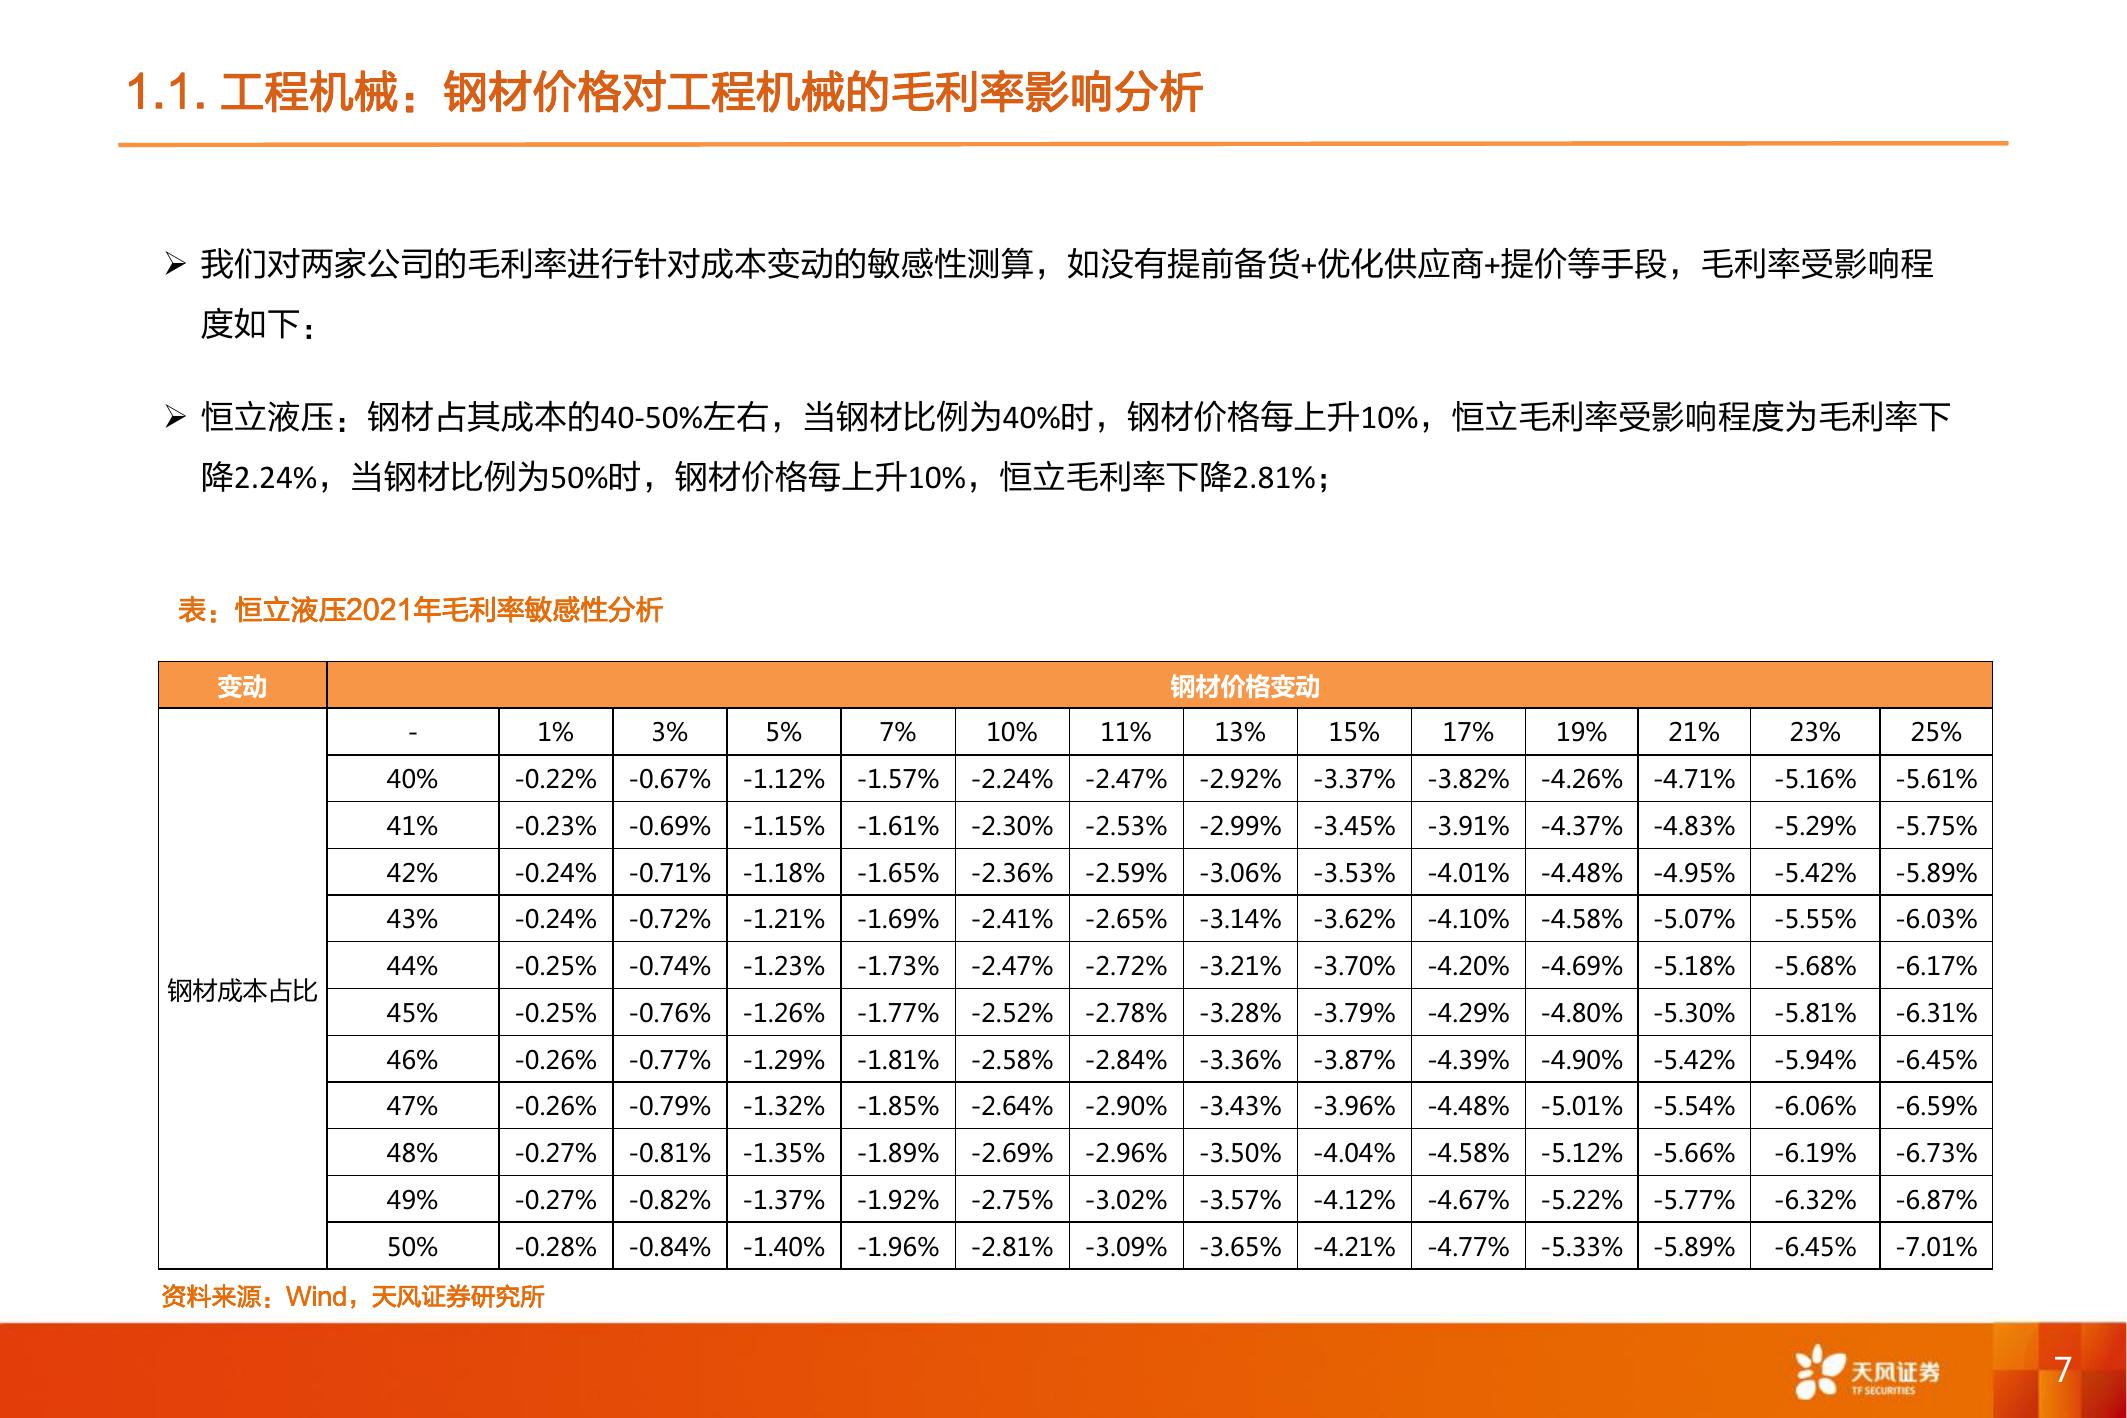 1.1. 工程机械：钢材价格对工程机械的毛利率影响分析
➢ 我们对两家公司的毛利率进行针对成本变动的敏感性测算，如没有提前备货+优化供应商+提价等手段，毛利率受影响程
度如下：
➢ 恒立液压：钢材占其成本的40-50%左右，当钢材比例为40%时，钢材价格每上升10%，恒立毛利率受影响程度为毛利率下
降2.24%，当钢材比例为50%时，钢材价格每上升10%，恒立毛利率下降2.81%；
表：恒立液压2021年毛利率敏感性分析
变动 钢材价格变动
- 1% 3% 5% 7% 10% 11% 13% 15% 17% 19% 21% 23% 25%
40% -0.22% -0.67% -1.12% -1.57% -2.24% -2.47% -2.92% -3.37% -3.82% -4.26% -4.71% -5.16% -5.61%
41% -0.23% -0.69% -1.15% -1.61% -2.30% -2.53% -2.99% -3.45% -3.91% -4.37% -4.83% -5.29% -5.75%
42% -0.24% -0.71% -1.18% -1.65% -2.36% -2.59% -3.06% -3.53% -4.01% -4.48% -4.95% -5.42% -5.89%
43% -0.24% -0.72% -1.21% -1.69% -2.41% -2.65% -3.14% -3.62% -4.10% -4.58% -5.07% -5.55% -6.03%
44% -0.25% -0.74% -1.23% -1.73% -2.47% -2.72% -3.21% -3.70% -4.20% -4.69% -5.18% -5.68% -6.17%
钢材成本占比
45% -0.25% -0.76% -1.26% -1.77% -2.52% -2.78% -3.28% -3.79% -4.29% -4.80% -5.30% -5.81% -6.31%
46% -0.26% -0.77% -1.29% -1.81% -2.58% -2.84% -3.36% -3.87% -4.39% -4.90% -5.42% -5.94% -6.45%
47% -0.26% -0.79% -1.32% -1.85% -2.64% -2.90% -3.43% -3.96% -4.48% -5.01% -5.54% -6.06% -6.59%
48% -0.27% -0.81% -1.35% -1.89% -2.69% -2.96% -3.50% -4.04% -4.58% -5.12% -5.66% -6.19% -6.73%
49% -0.27% -0.82% -1.37% -1.92% -2.75% -3.02% -3.57% -4.12% -4.67% -5.22% -5.77% -6.32% -6.87%
50% -0.28% -0.84% -1.40% -1.96% -2.81% -3.09% -3.65% -4.21% -4.77% -5.33% -5.89% -6.45% -7.01%
资料来源：Wind，天风证券研究所
天风证券
TF SECURITIES
7